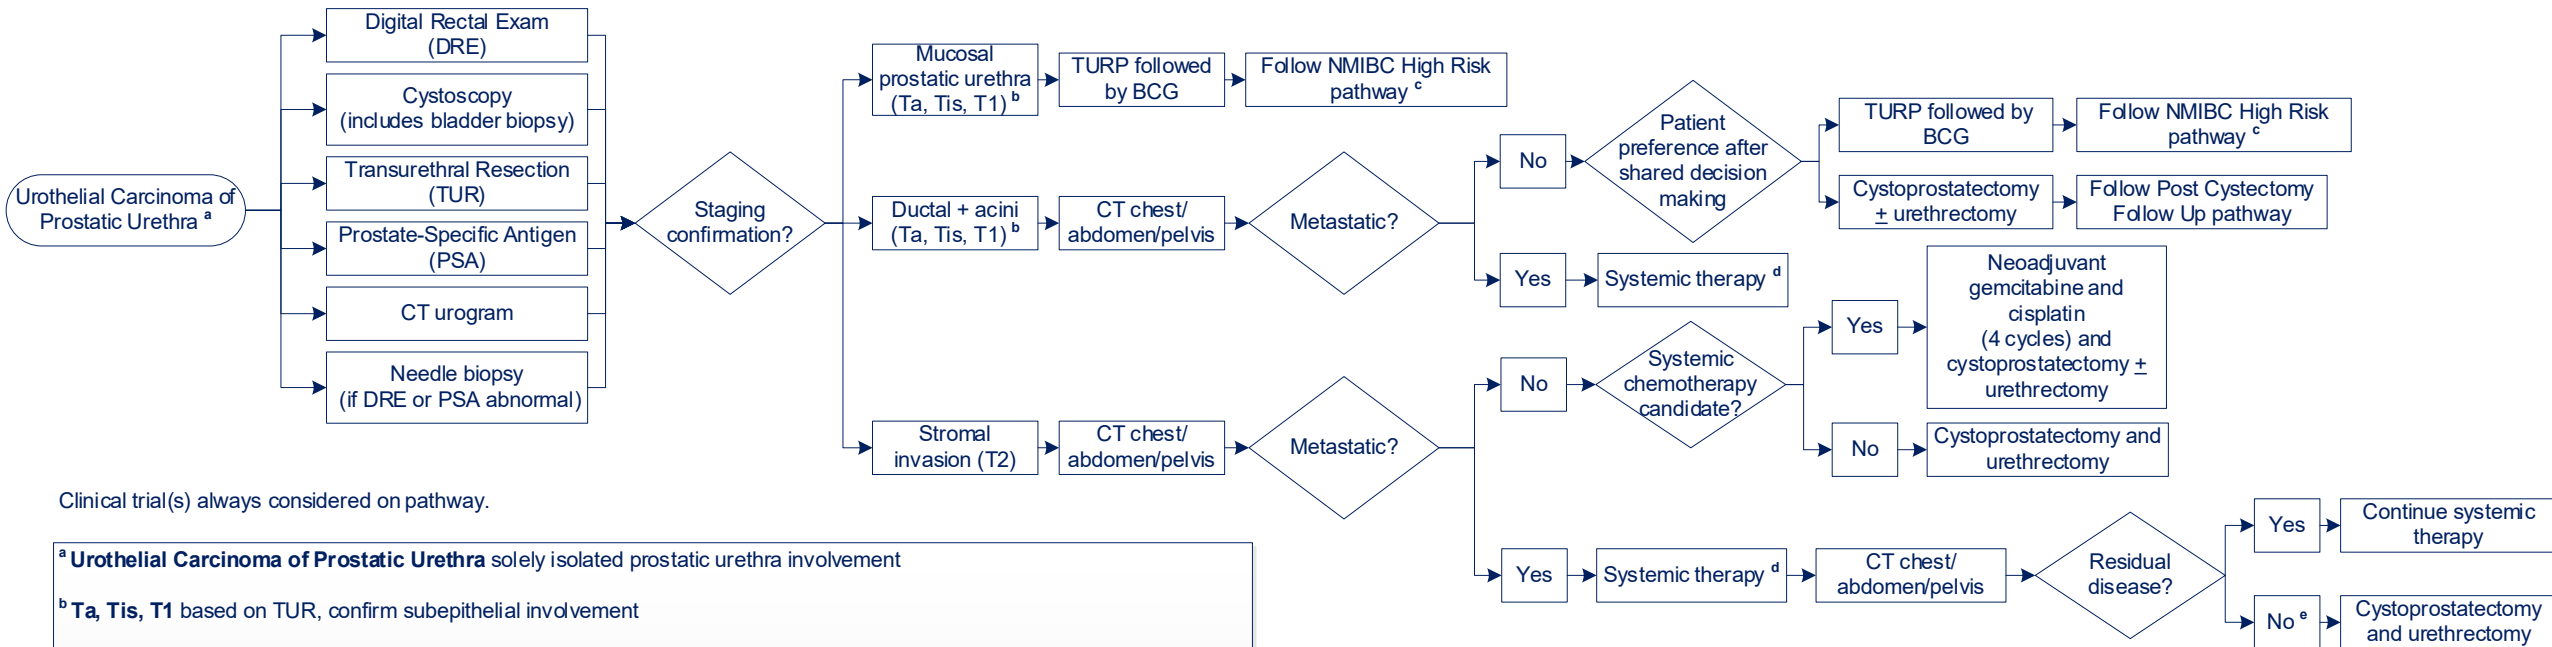 Urothelial Carcinoma of
Prostatic Urethra a
Digital Rectal Exam
(DRE)
Cystoscopy
(includes bladder biopsy)
Transurethral Resection
(TUR)
Prostate-Specific Antigen
(PSA)
CT urogram
Needle biopsy
(if DRE or PSA abnormal)
Staging
confirmation?
Mucosal
prostatic urethra
(Ta, Tis, T1) b
TURP followed
by BCG
Follow NMIBC High Risk
pathway c
Ductal + acini
(Ta, Tis, T1) b
CT chest/
abdomen/pelvis
Metastatic?
No
Patient
preference after
shared decision
making
TURP followed by
BCG
Follow NMIBC High Risk
pathway c
Cystoprostatectomy
± urethrectomy
Follow Post Cystectomy
Follow Up pathway
Yes
Systemic therapy d
Stromal
invasion (T2)
CT chest/
abdomen/pelvis
Metastatic?
No
Systemic
chemotherapy
candidate?
Yes
Neoadjuvant
gemcitabine and
cisplatin
(4 cycles) and
cystoprostatectomy ±
urethrectomy
No
Cystoprostatectomy and
urethrectomy
Yes
Systemic therapy d
CT chest/
abdomen/pelvis
Residual
disease?
Yes
Continue systemic
therapy
No e
Cystoprostatectomy
and urethrectomy
Clinical trial(s) always considered on pathway.
a Urothelial Carcinoma of Prostatic Urethra solely isolated prostatic urethra involvement
b Ta, Tis, T1 based on TUR, confirm subepithelial involvement